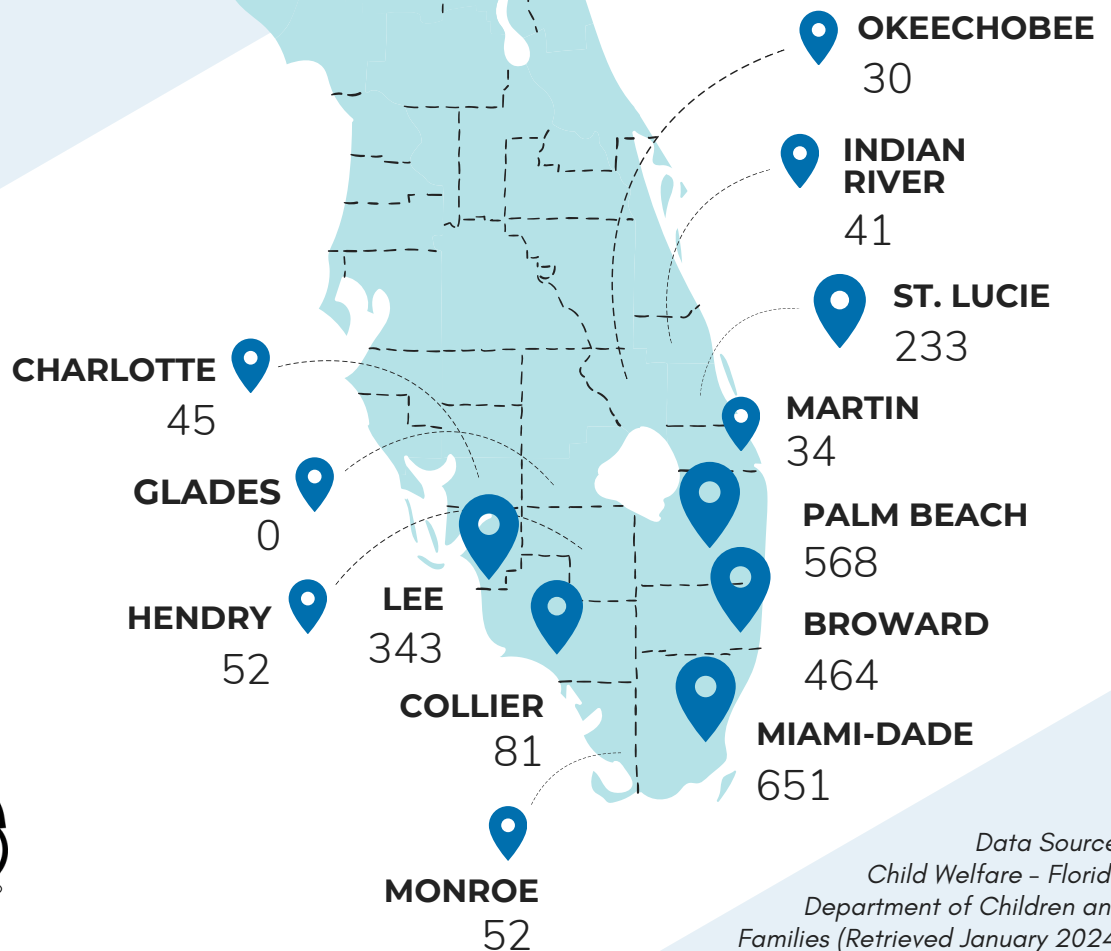 OKEECHOBEE
30
INDIAN
RIVER
41
ST. LUCIE
233
CHARLOTTE
45
MARTIN
34
GLADES
0
PALM BEACH
568
HENDRY
52
LEE
343
BROWARD
464
COLLIER
81
MIAMI-DADE
651
MONROE
52
Data Source
Child Welfare - Florid
Department of Children an
Families (Retrieved January 2024